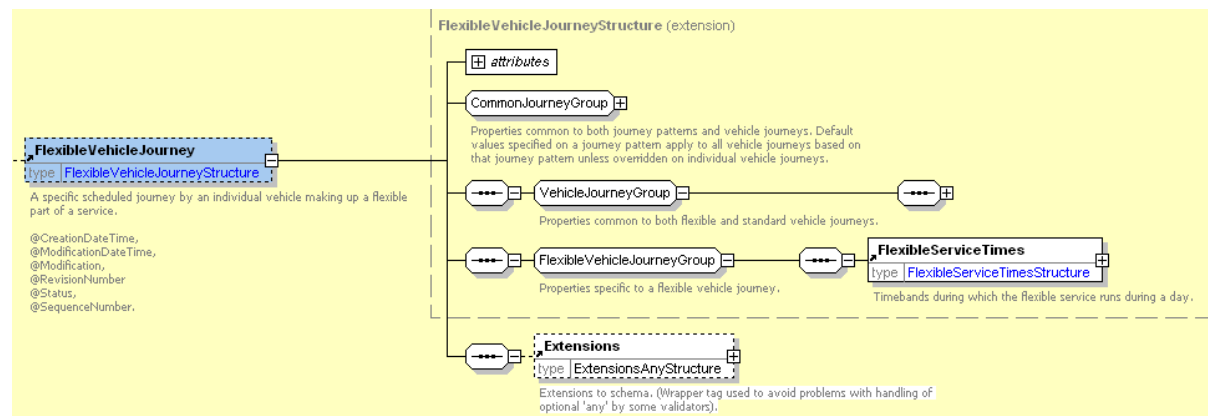 FlexibleVehicleJourneyStructure (extension)
attributes
CommonJourneyGroup
Properties common to both journey patterns and vehicle journeys. Default
values specified on a journey pattern apply to all vehicle journeys based on
that journey pattern unless overridden on individual vehicle journeys.
FlexibleVehicleJourney
type FlexibleVehicleJourneyStructure
A specific scheduled journey by an individual vehicle making up a flexible
part of a service.
@CreationDateTime,
@ModificationDateTime,
@Modification,
@RevisionNumber
@Status,
@SequenceNumber.
VehicleJourneyGroup
Properties common to both flexible and standard vehicle journeys.
FlexibleVehicleJourneyGroup
Properties specific to a flexible vehicle journey.
FlexibleServiceTimes
type FlexibleServiceTimesStructure
Timebands during which the flexible service runs during a day.
Extensions
type ExtensionsAnyStructure
Extensions to schema. (Wrapper tag used to avoid problems with handling of
optional 'any' by some validators).